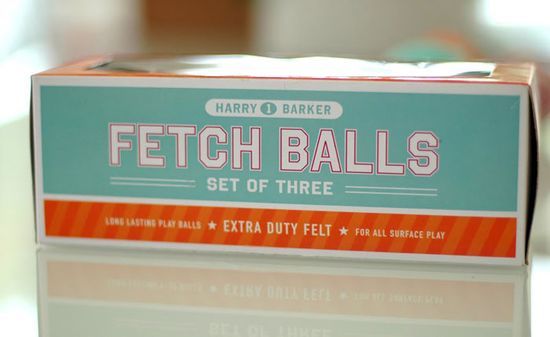 HARRY 1 BARKER
FETCH BALLS
SET OF THREE
LONG LASTING PLAY BALLS ★ EXTRA DUTY FELT ★ FOR ALL SURFACE PLAY